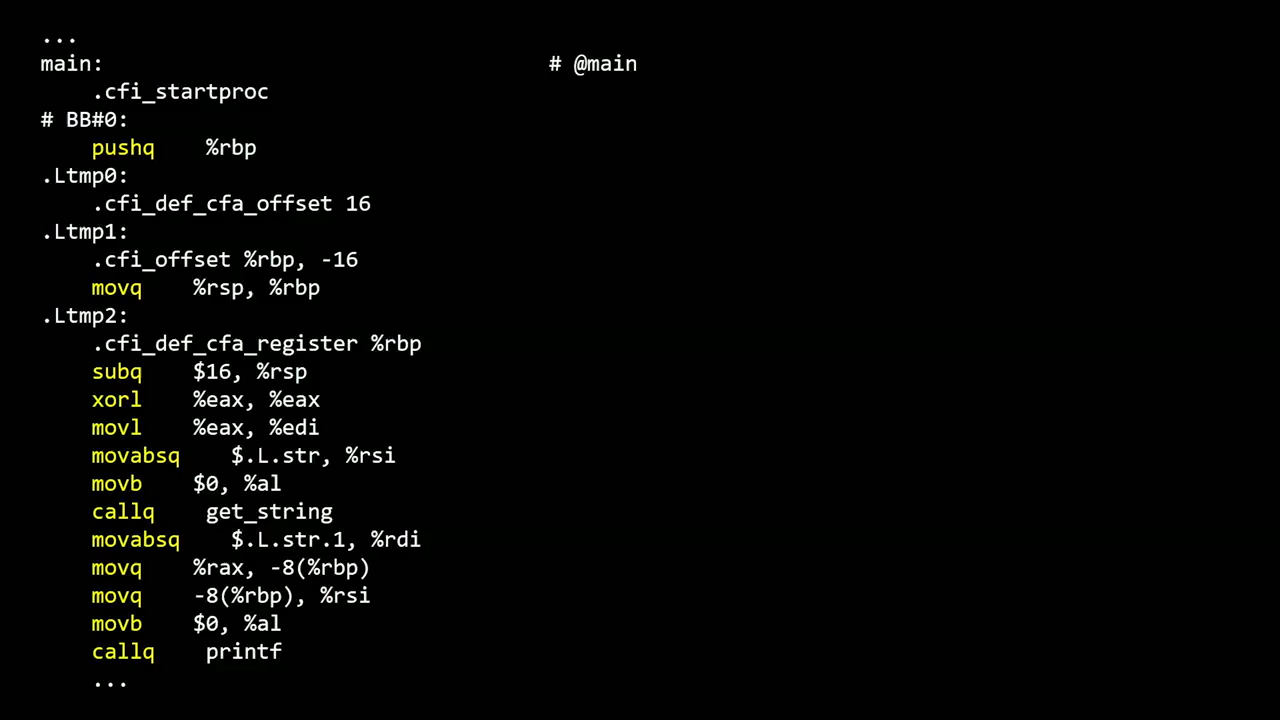 ...
main:                                   # @main
    .cfi_startproc
# BB#0:
    pushq    %rbp
.Ltmp0:
    .cfi_def_cfa_offset 16
.Ltmp1:
    .cfi_offset %rbp, -16
    movq    %rsp, %rbp
.Ltmp2:
    .cfi_def_cfa_register %rbp
    subq    $16, %rsp
    xorl    %eax, %eax
    movl    %eax, %edi
    movabsq    $.L.str, %rsi
    movb    $0, %al
    callq    get_string
    movabsq    $.L.str.1, %rdi
    movq    %rax, -8(%rbp)
    movq    -8(%rbp), %rsi
    movb    $0, %al
    callq    printf
    ...